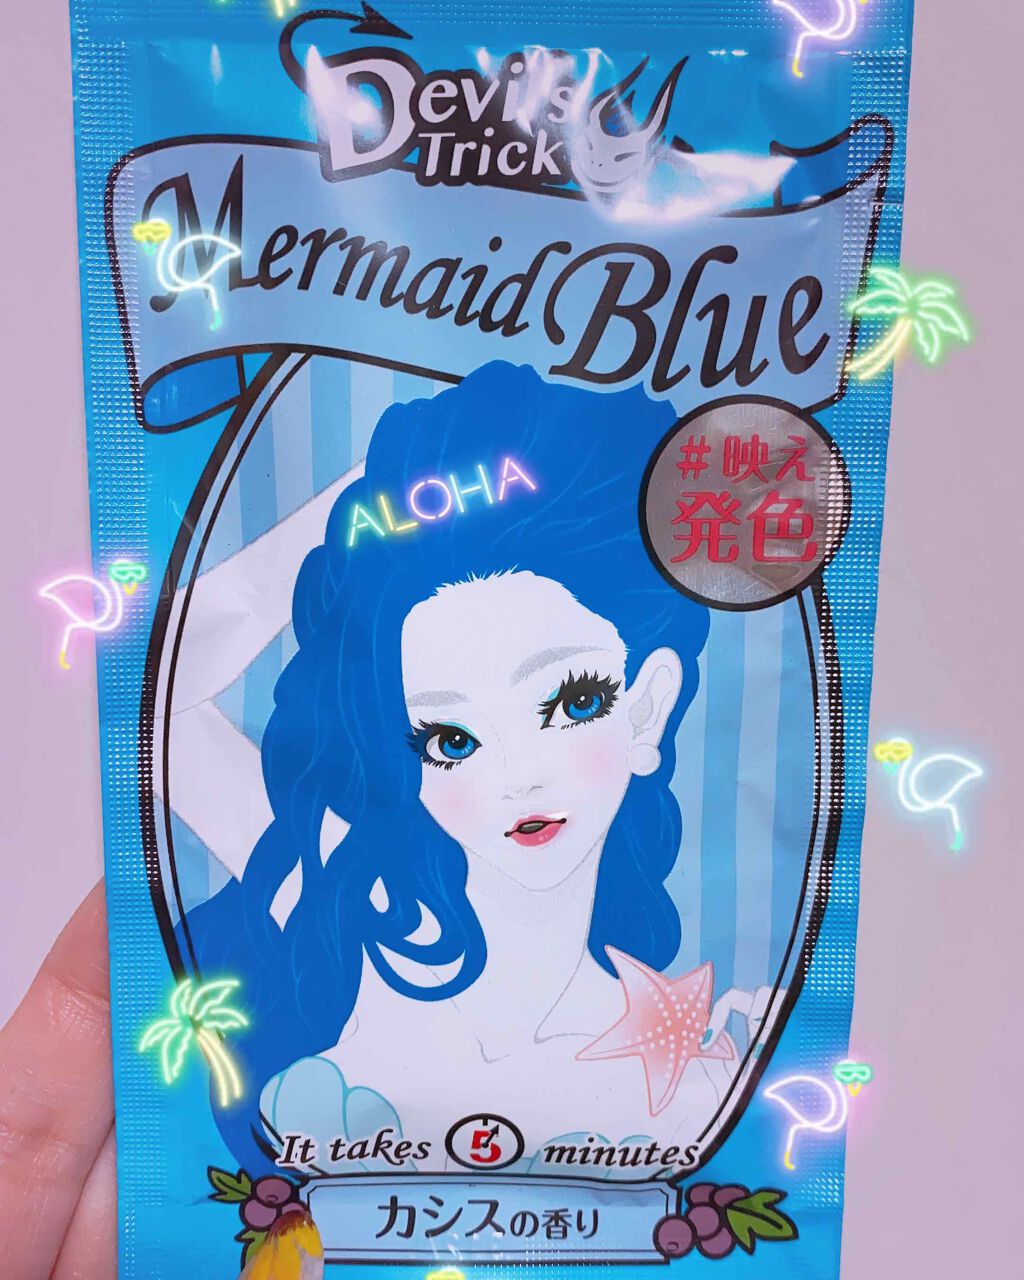 Devil's
Trick
Mermaid Blue
#映え
発色
ALOHA
It takes 5 minutes
カシスの香り